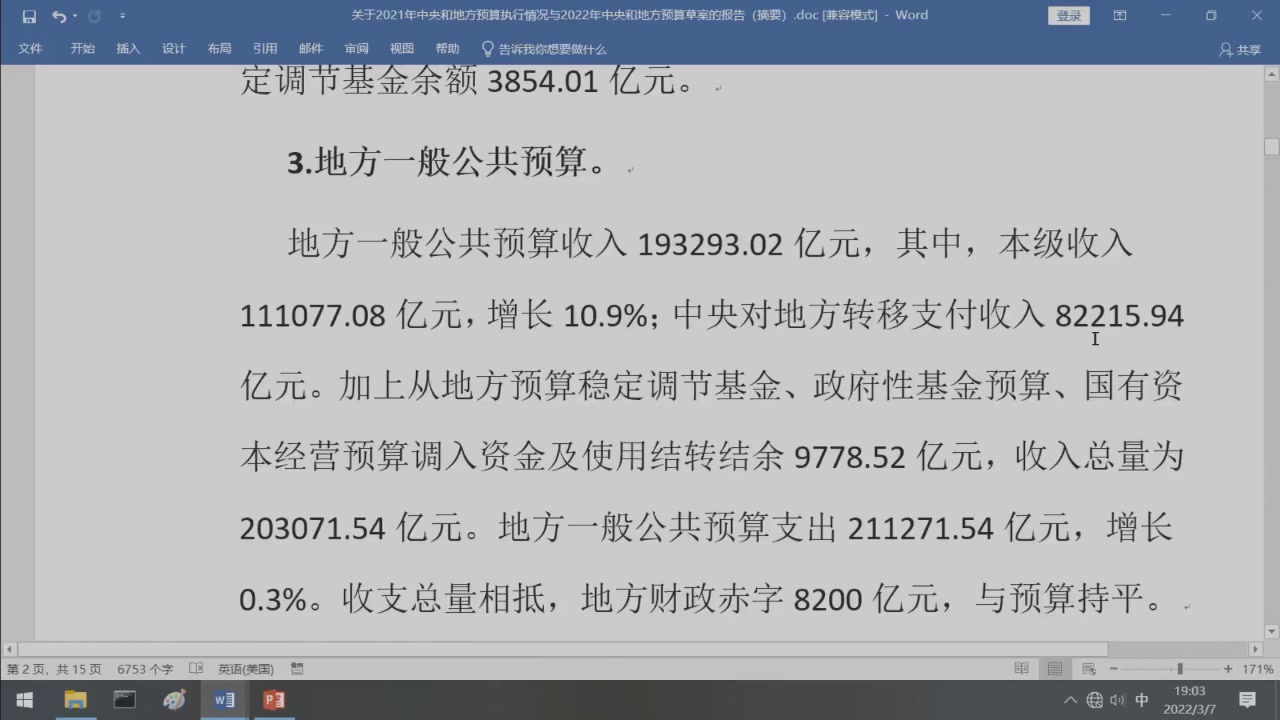 关于2021年中央和地方预算执行情况与2022年中央和地方预算草案的报告（摘要）.doc [兼容模式] - Word
登录
文件 开始 插入 设计 布局 引用 邮件 审阅 视图 帮助 告诉我你想要做什么 共享
定调节基金余额 3854.01 亿元。
3.地方一般公共预算。
地方一般公共预算收入 193293.02 亿元，其中，本级收入
111077.08 亿元，增长 10.9%；中央对地方转移支付收入 82215.94
亿元。加上从地方预算稳定调节基金、政府性基金预算、国有资
本经营预算调入资金及使用结转结余 9778.52 亿元，收入总量为
203071.54 亿元。地方一般公共预算支出 211271.54 亿元，增长
0.3%。收支总量相抵，地方财政赤字 8200 亿元，与预算持平。
第 2 页，共 15 页 6753 个字 英语(美国) 171%
中 19:03
2022/3/7